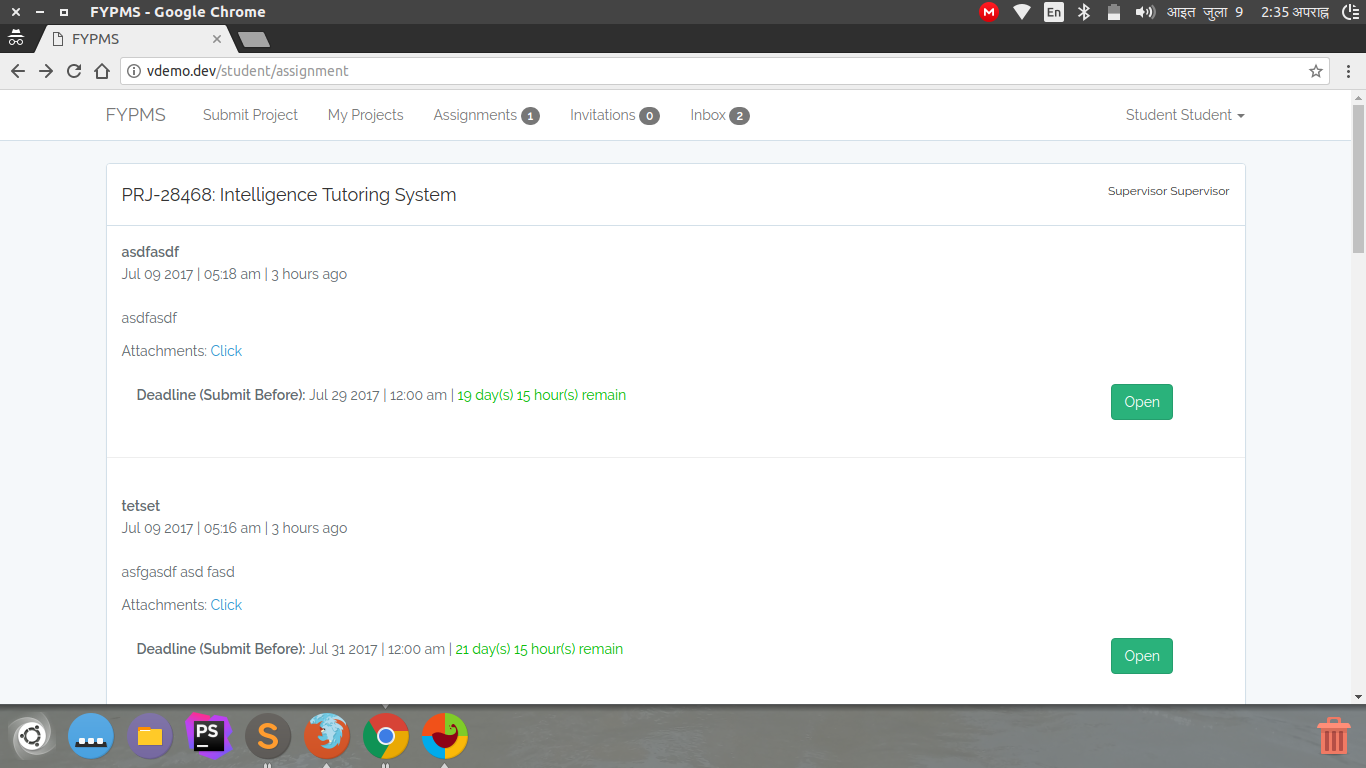 FYPMS - Google Chrome
M
En
आइत जुला 9
2:35 अपराह्न
FYPMS
vdemo.dev/student/assignment
FYPMS Submit Project My Projects Assignments 1 Invitations 0 Inbox 2 Student Student
PRJ-28468: Intelligence Tutoring System
Supervisor Supervisor
asdfasdf
Jul 09 2017 | 05:18 am | 3 hours ago
asdfasdf
Attachments: Click
Deadline (Submit Before): Jul 29 2017 | 12:00 am | 19 day(s) 15 hour(s) remain
Open
tetset
Jul 09 2017 | 05:16 am | 3 hours ago
asfgasdf asd fasd
Attachments: Click
Deadline (Submit Before): Jul 31 2017 | 12:00 am | 21 day(s) 15 hour(s) remain
Open
PS
S